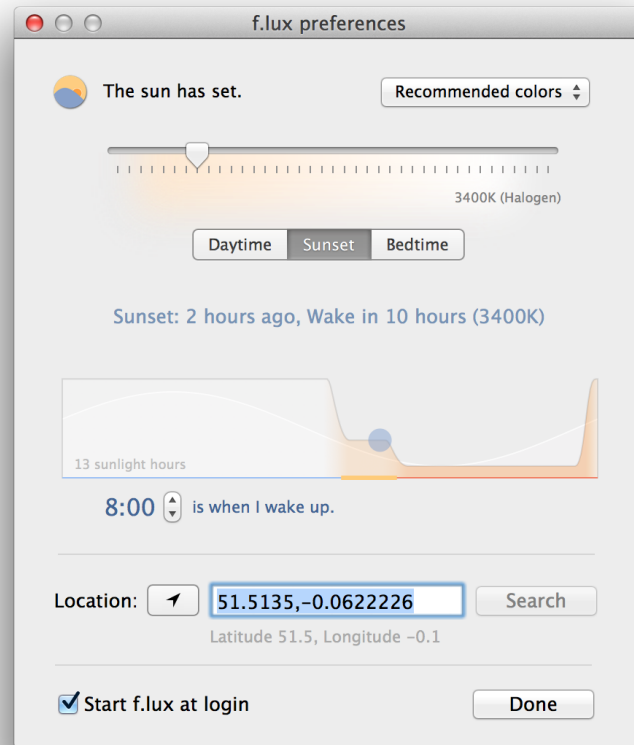 f.lux preferences
The sun has set.
Recommended colors
3400K (Halogen)
Daytime Sunset Bedtime
Sunset: 2 hours ago, Wake in 10 hours (3400K)
13 sunlight hours
8:00 is when I wake up.
Location: 51.5135,-0.0622226 Search
Latitude 51.5, Longitude -0.1
Start f.lux at login Done